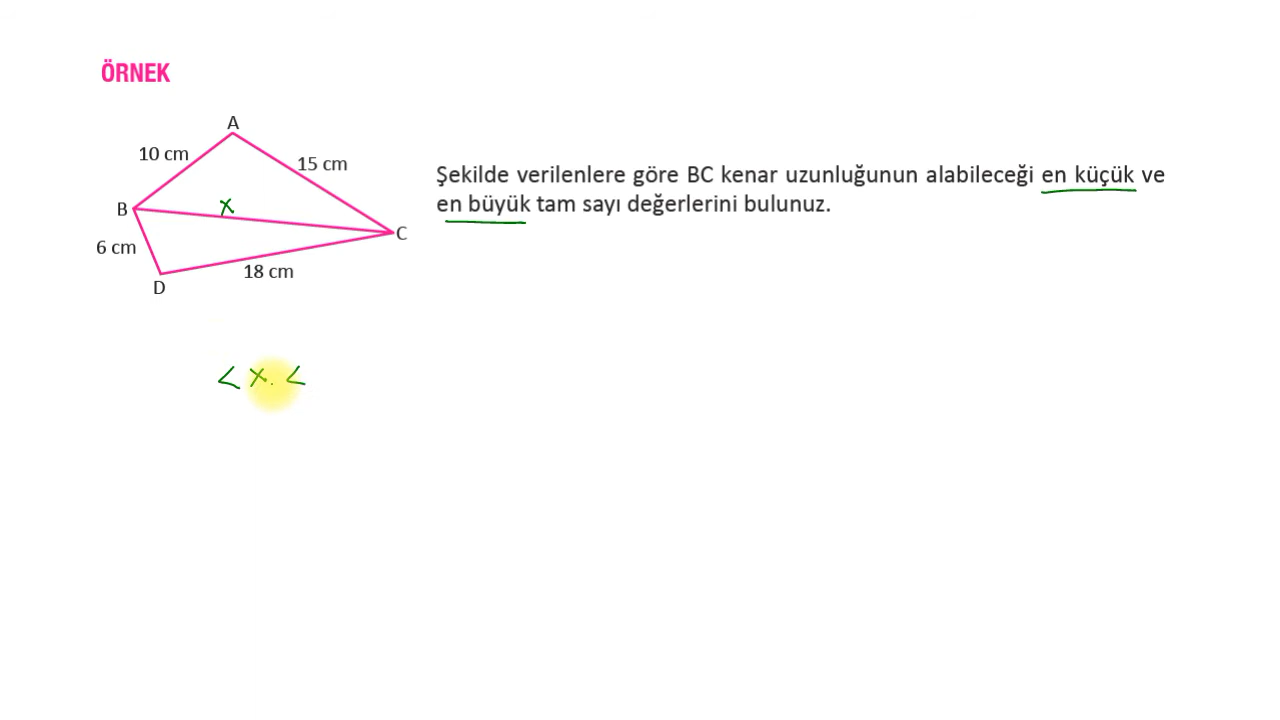 ÖRNEK
A
10 cm
15 cm
Şekilde verilenlere göre BC kenar uzunluğunun alabileceği en küçük ve
en büyük tam sayı değerlerini bulunuz.
B
x
C
6 cm
18 cm
D
< x. <